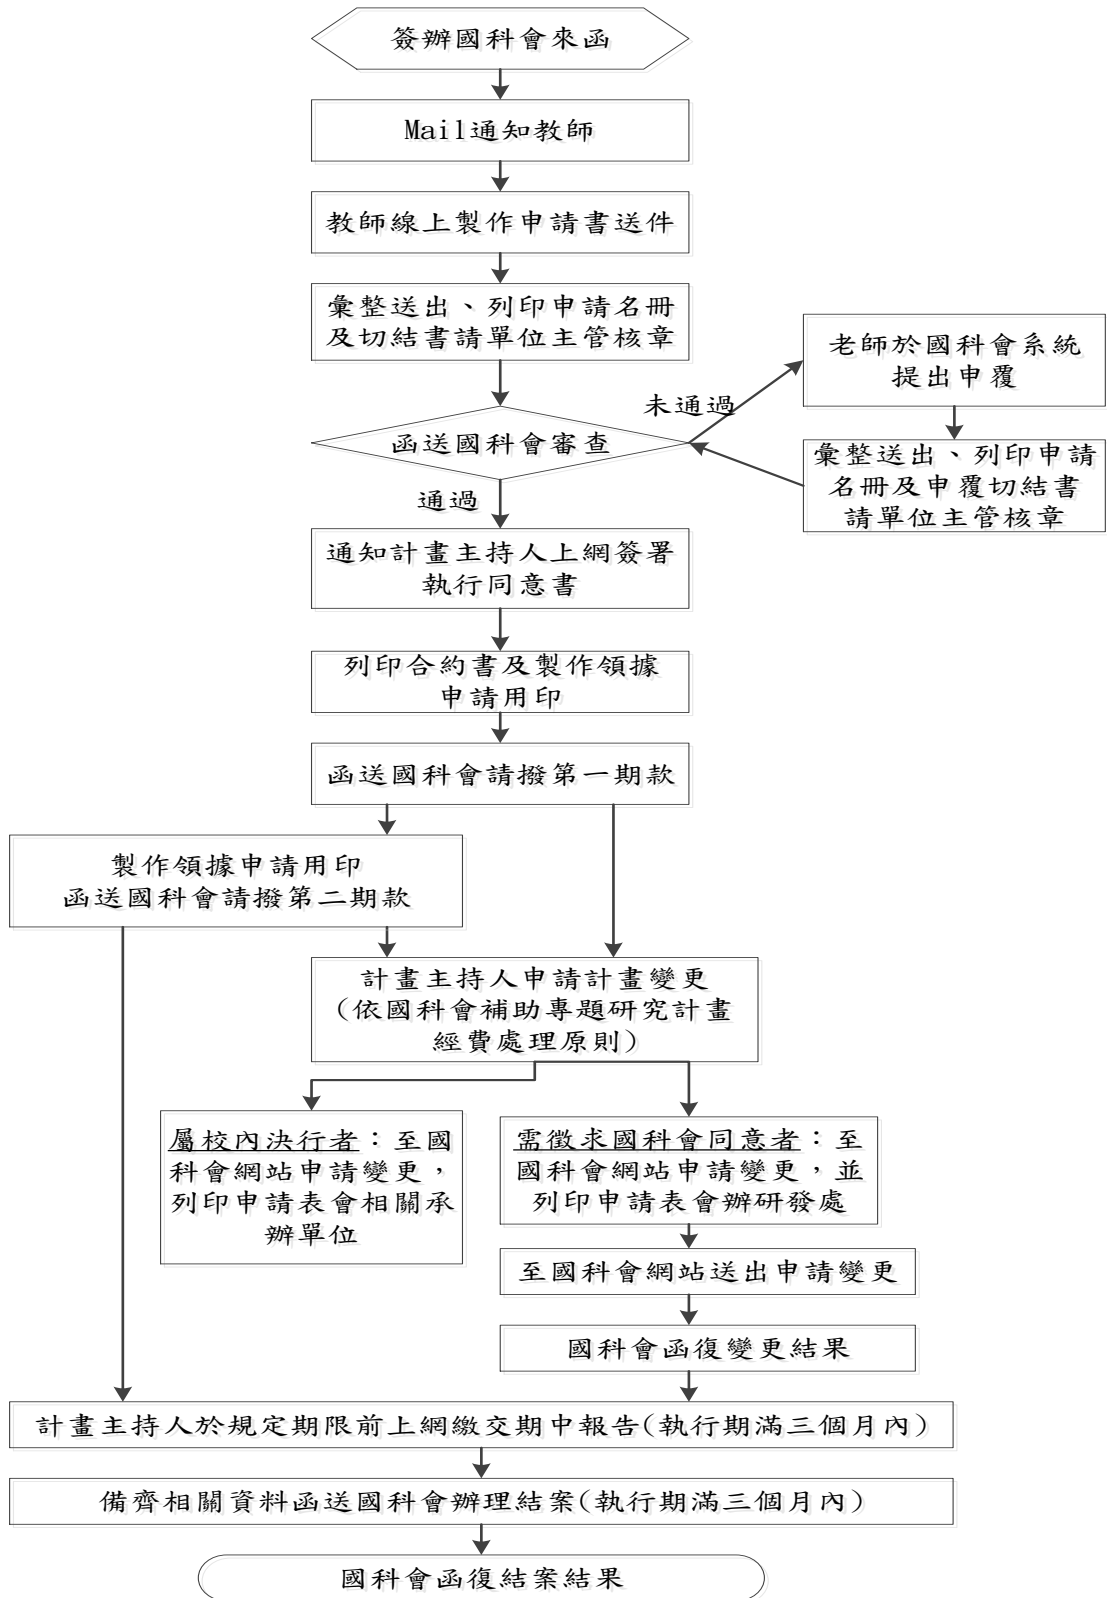 簽辦國科會來函
Mail通知教師
教師線上製作申請書送件
彙整送出、列印申請名冊
及切結書請單位主管核章
老師於國科會系統
提出申覆
未通過
函送國科會審查
彙整送出、列印申請
名冊及申覆切結書
請單位主管核章
通過
通知計畫主持人上網簽署
執行同意書
列印合約書及製作領據
申請用印
函送國科會請撥第一期款
製作領據申請用印
函送國科會請撥第二期款
計畫主持人申請計畫變更
(依國科會補助專題研究計畫
經費處理原則)
屬校內決行者：至國
科會網站申請變更，
列印申請表會相關承
辦單位
需徵求國科會同意者：至
國科會網站申請變更，並
列印申請表會辦研發處
至國科會網站送出申請變更
國科會函復變更結果
計畫主持人於規定期限前上網繳交期中報告(執行期滿三個月內)
備齊相關資料函送國科會辦理結案(執行期滿三個月內)
國科會函復結案結果